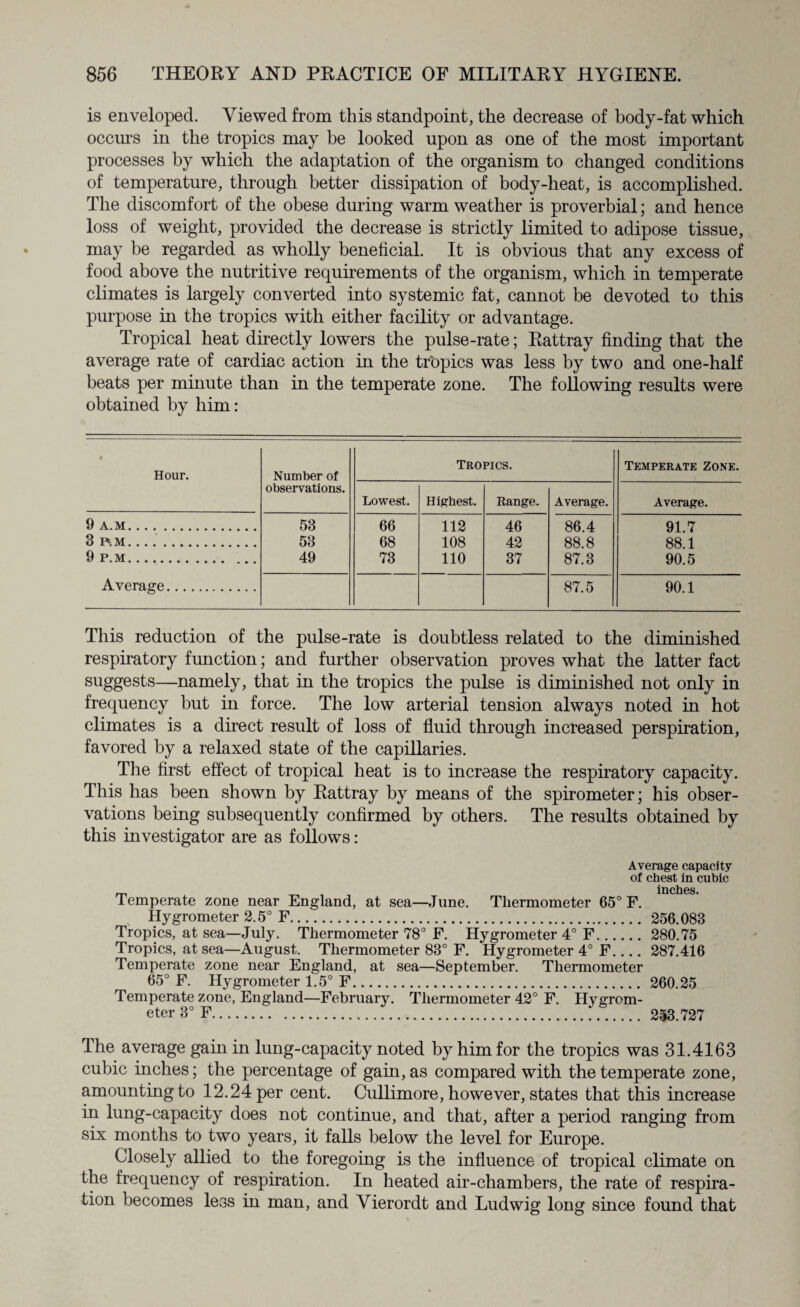 856 THEORY AND PRACTICE OF MILITARY HYGIENE.
is enveloped. Viewed from this standpoint, the decrease of body-fat which
occurs in the tropics may be looked upon as one of the most important
processes by which the adaptation of the organism to changed conditions
of temperature, through better dissipation of body-heat, is accomplished.
The discomfort of the obese during warm weather is proverbial; and hence
loss of weight, provided the decrease is strictly limited to adipose tissue,
may be regarded as wholly beneficial. It is obvious that any excess of
food above the nutritive requirements of the organism, which in temperate
climates is largely converted into systemic fat, cannot be devoted to this
purpose in the tropics with either facility or advantage.
Tropical heat directly lowers the pulse-rate; Rattray finding that the
average rate of cardiac action in the tropics was less by two and one-half
beats per minute than in the temperate zone. The following results were
obtained by him:
Hour. Number of observations. Tropics. Temperate Zone.
Lowest. Highest. Range. Average. Average.
9 A.M. 53 66 112 46 86.4 91.7
3 P.M. 53 68 108 42 88.8 88.1
9 P.M. 49 73 110 37 87.3 90.5
Average. 87.5 90.1
This reduction of the pulse-rate is doubtless related to the diminished
respiratory function; and further observation proves what the latter fact
suggests—namely, that in the tropics the pulse is diminished not only in
frequency but in force. The low arterial tension always noted in hot
climates is a direct result of loss of fluid through increased perspiration,
favored by a relaxed state of the capillaries.
The first effect of tropical heat is to increase the respiratory capacity.
This has been shown by Rattray by means of the spirometer; his obser-
vations being subsequently confirmed by others. The results obtained by
this investigator are as follows:
Average capacity
of chest in cubic
inches.
Temperate zone near England, at sea—June. Thermometer 65° F.
Hygrometer 2.5° F. 256.083
Tropics, at sea—July. Thermometer 78° F. Hygrometer 4° F. 280.75
Tropics, at sea—August. Thermometer 83° F. Hygrometer 4° F. 287.416
Temperate zone near England, at sea—September. Thermometer
65° F. Hygrometer 1.5° F. 260.25
Temperate zone, England—February. Thermometer 42° F. Hygrom-
eter 3° F. 253.727
The average gain in lung-capacity noted by him for the tropics was 31.4163
cubic inches; the percentage of gain, as compared with the temperate zone,
amounting to 12.24 per cent. Cullimore, however, states that this increase
in lung-capacity does not continue, and that, after a period ranging from
six months to two years, it falls below the level for Europe.
Closely allied to the foregoing is the influence of tropical climate on
the frequency of respiration. In heated air-chambers, the rate of respira-
tion becomes less in man, and Vierordt and Ludwig long since found that